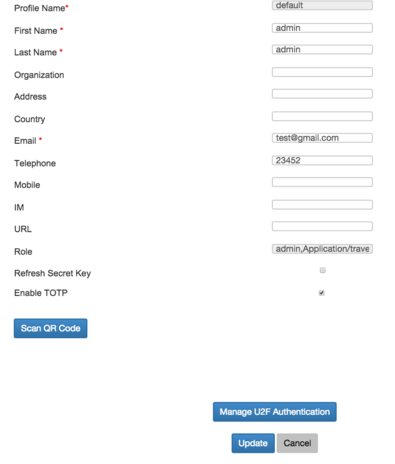 Profile Name* default
First Name * admin
Last Name * admin
Organization
Address
Country
Email * test@gmail.com
Telephone 23452
Mobile
IM
URL
Role admin,Application/trave
Refresh Secret Key
Enable TOTP
Scan QR Code
Manage U2F Authentication
Update Cancel